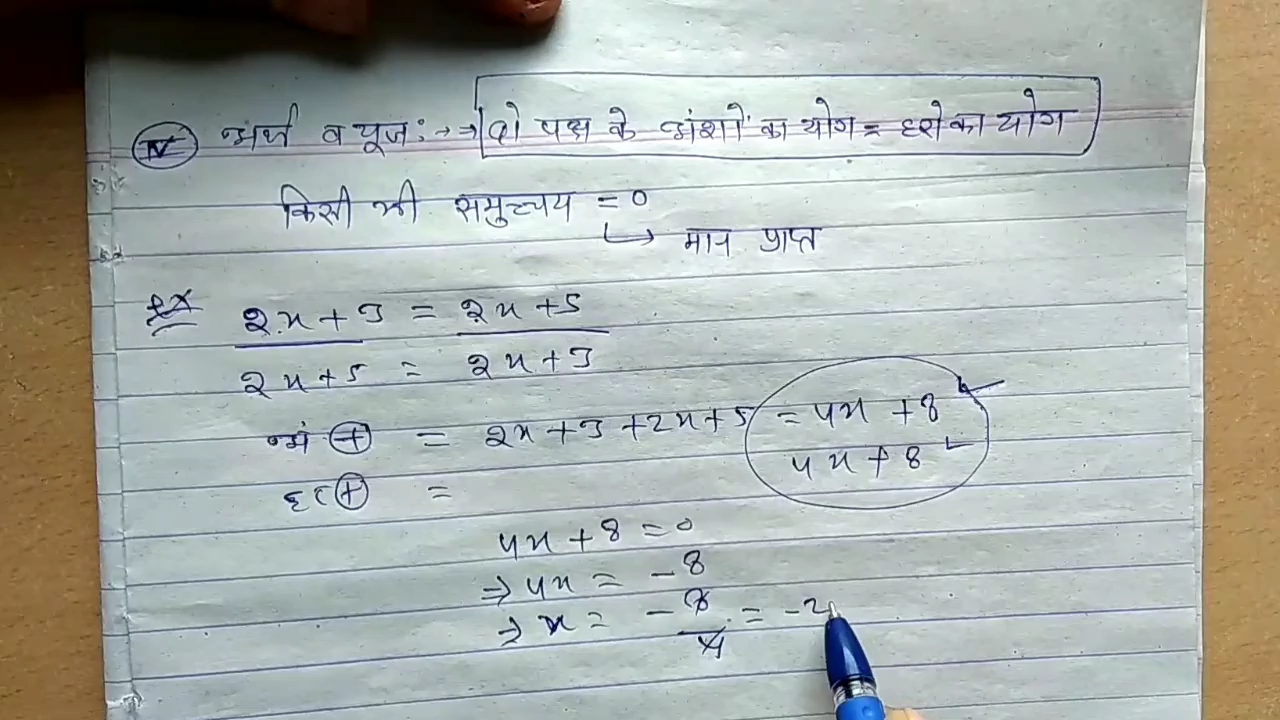 IV अर्थ व यूज :→→ दो पक्ष के अंशों का योग = हरो का योग
किसी भी समुच्चय = 0
↳ मान प्राप्त
ex 2x + 3 = 2x + 5
2x + 5 = 2x + 3
अं + = 2x + 3 + 2x + 5 = 4x + 8
4x + 8
हर + =
4x + 8 = 0
⇒ 4x = - 8
⇒ x = - 8 = -2
4